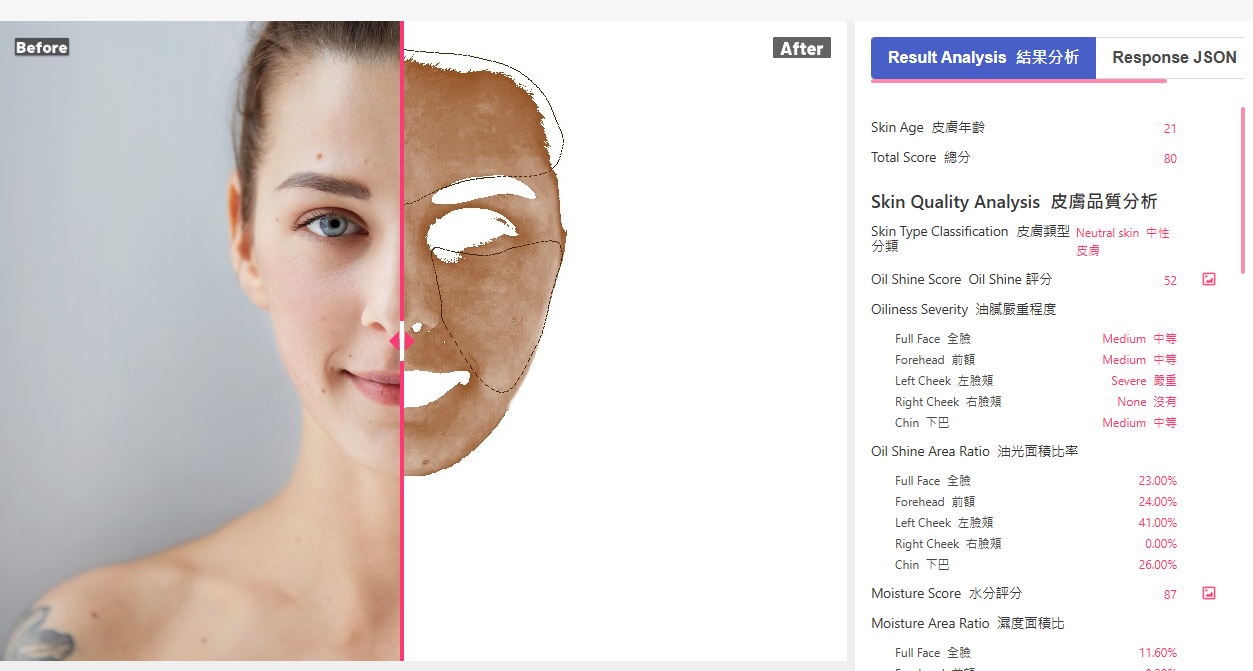 Before
After
Result Analysis 結果分析
Response JSON
Skin Age 皮膚年齡 21
Total Score 總分 80
Skin Quality Analysis 皮膚品質分析
Skin Type Classification 皮膚類型 Neutral skin 中性
分類 皮膚
Oil Shine Score Oil Shine 評分 52
Oiliness Severity 油膩嚴重程度
Full Face 全臉 Medium 中等
Forehead 前額 Medium 中等
Left Cheek 左臉頰 Severe 嚴重
Right Cheek 右臉頰 None 沒有
Chin 下巴 Medium 中等
Oil Shine Area Ratio 油光面積比率
Full Face 全臉 23.00%
Forehead 前額 24.00%
Left Cheek 左臉頰 41.00%
Right Cheek 右臉頰 0.00%
Chin 下巴 26.00%
Moisture Score 水分評分 87
Moisture Area Ratio 濕度面積比
Full Face 全臉 11.60%